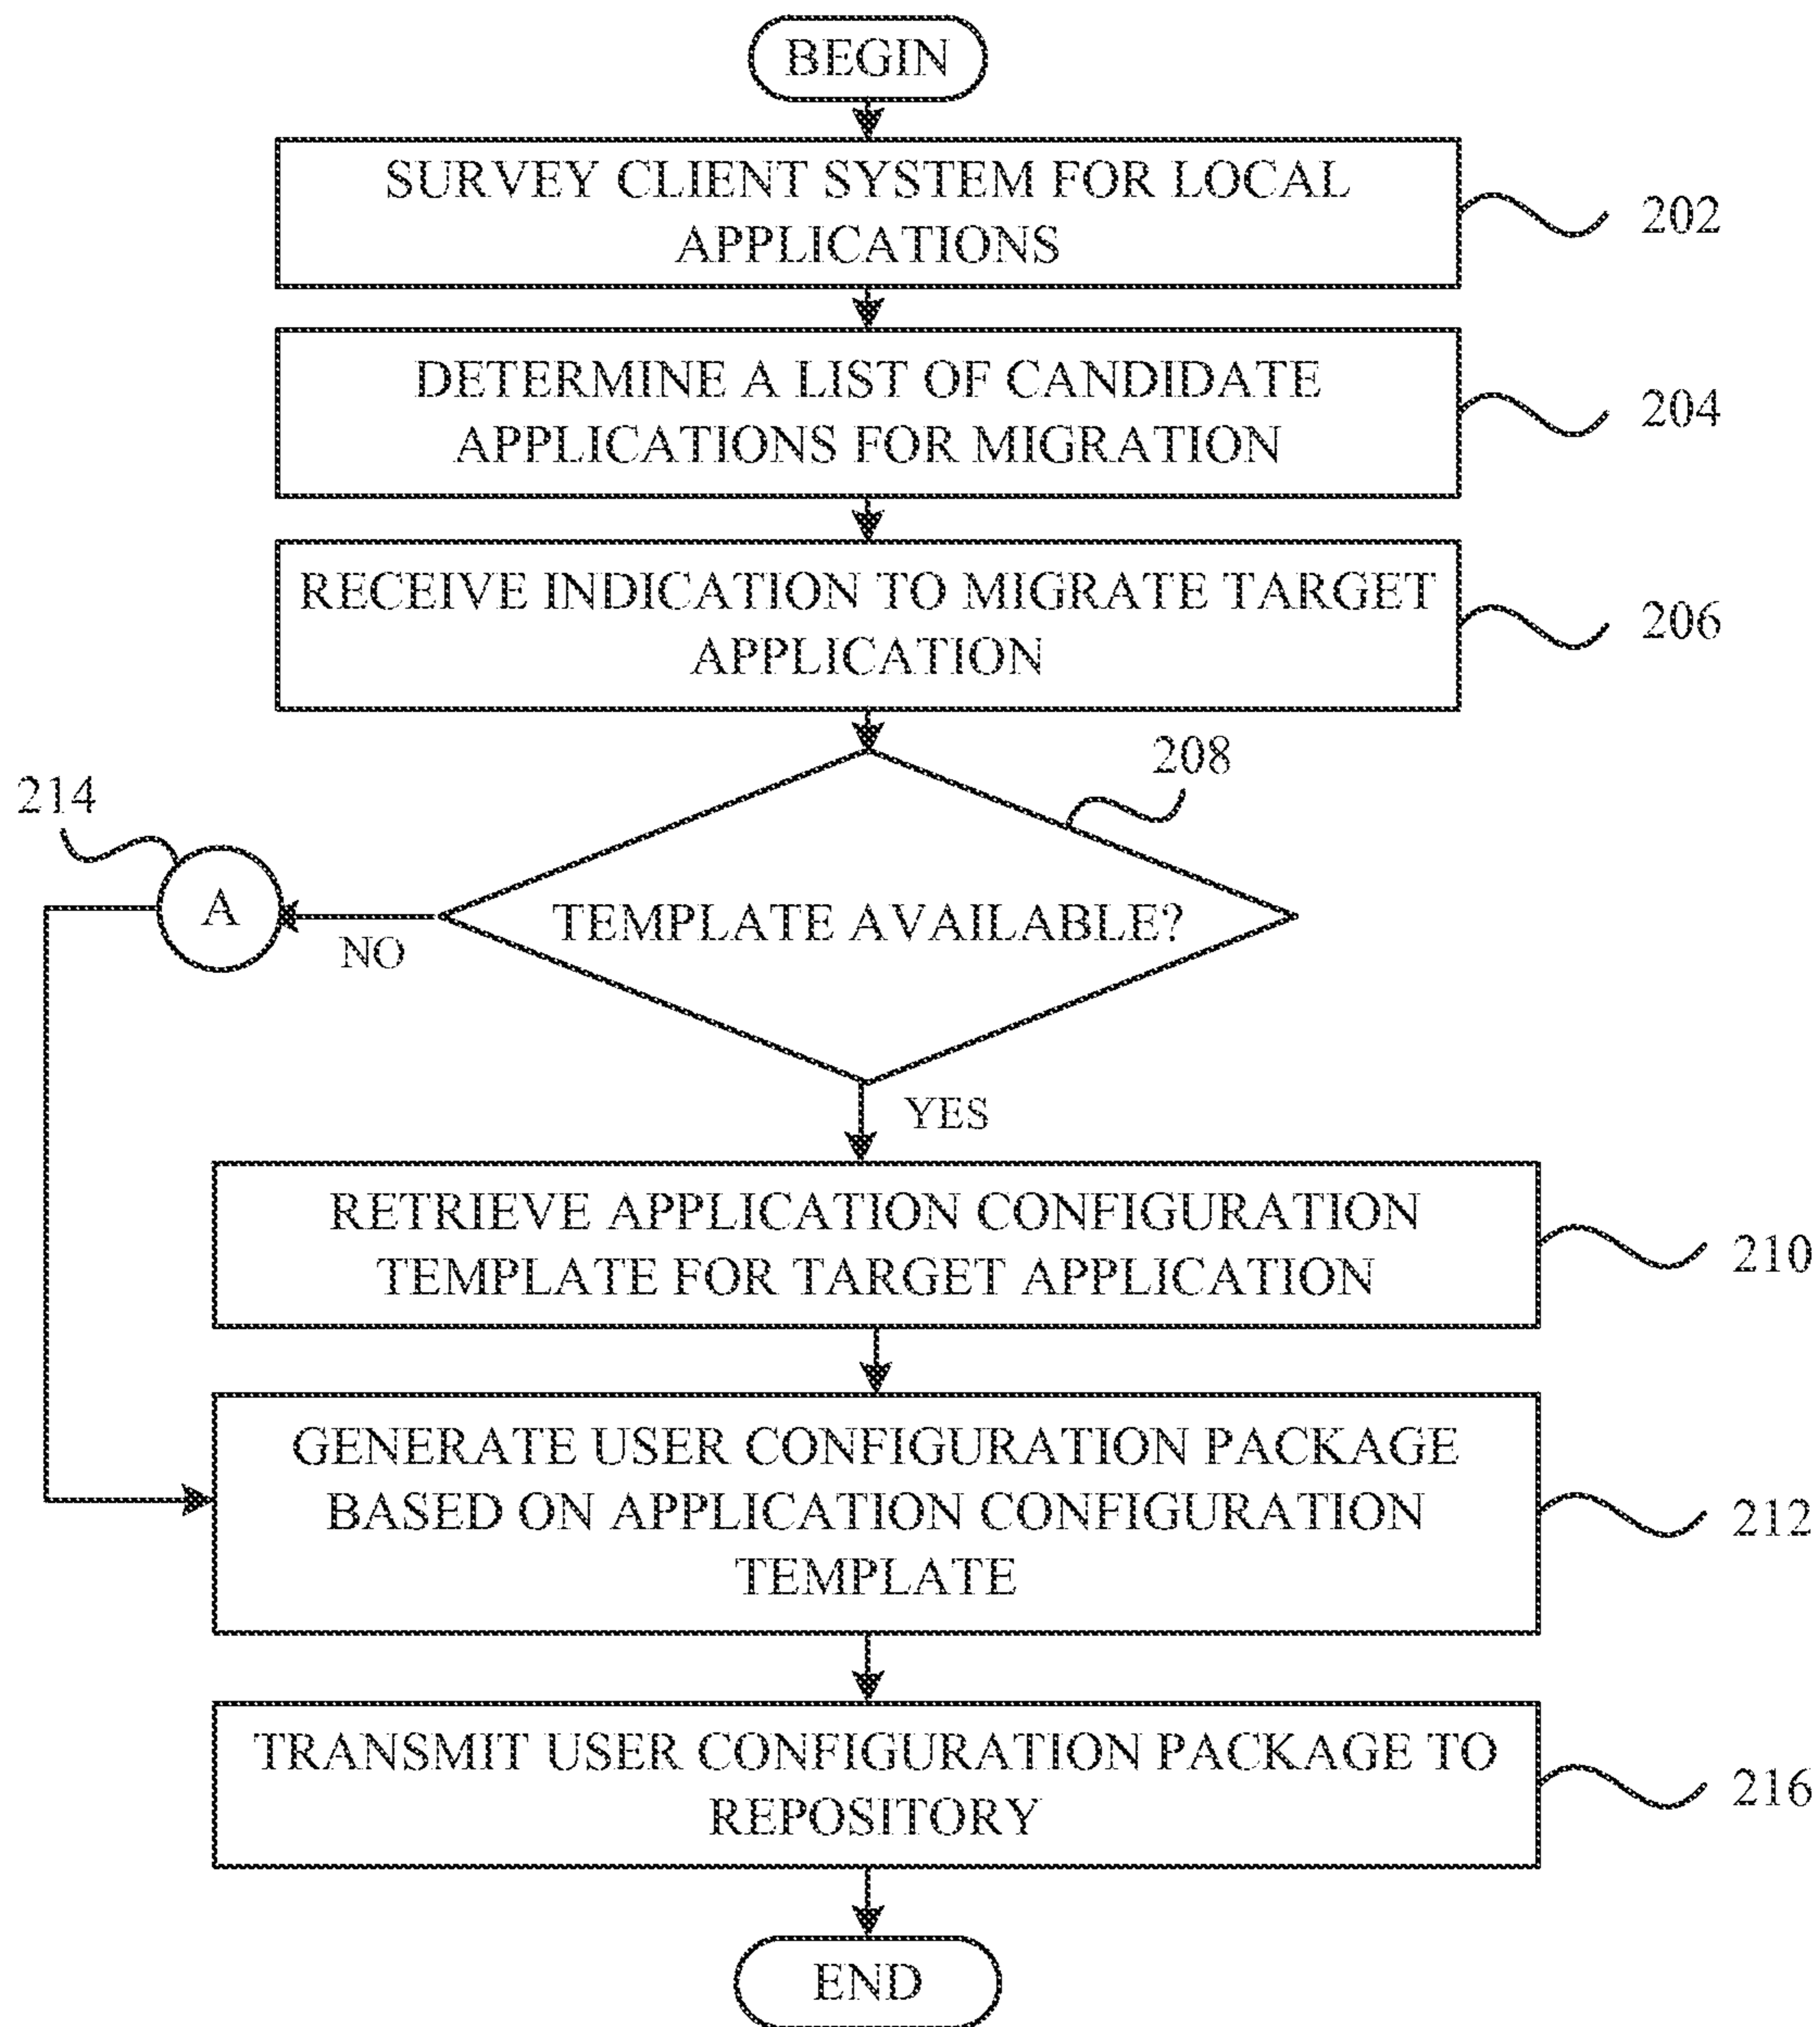 BEGIN
SURVEY CLIENT SYSTEM FOR LOCAL
APPLICATIONS
202
DETERMINE A LIST OF CANDIDATE
APPLICATIONS FOR MIGRATION
204
RECEIVE INDICATION TO MIGRATE TARGET
APPLICATION
206
208
214
A
NO
TEMPLATE AVAILABLE?
YES
RETRIEVE APPLICATION CONFIGURATION
TEMPLATE FOR TARGET APPLICATION
210
GENERATE USER CONFIGURATION PACKAGE
BASED ON APPLICATION CONFIGURATION
TEMPLATE
212
TRANSMIT USER CONFIGURATION PACKAGE TO
REPOSITORY
216
END